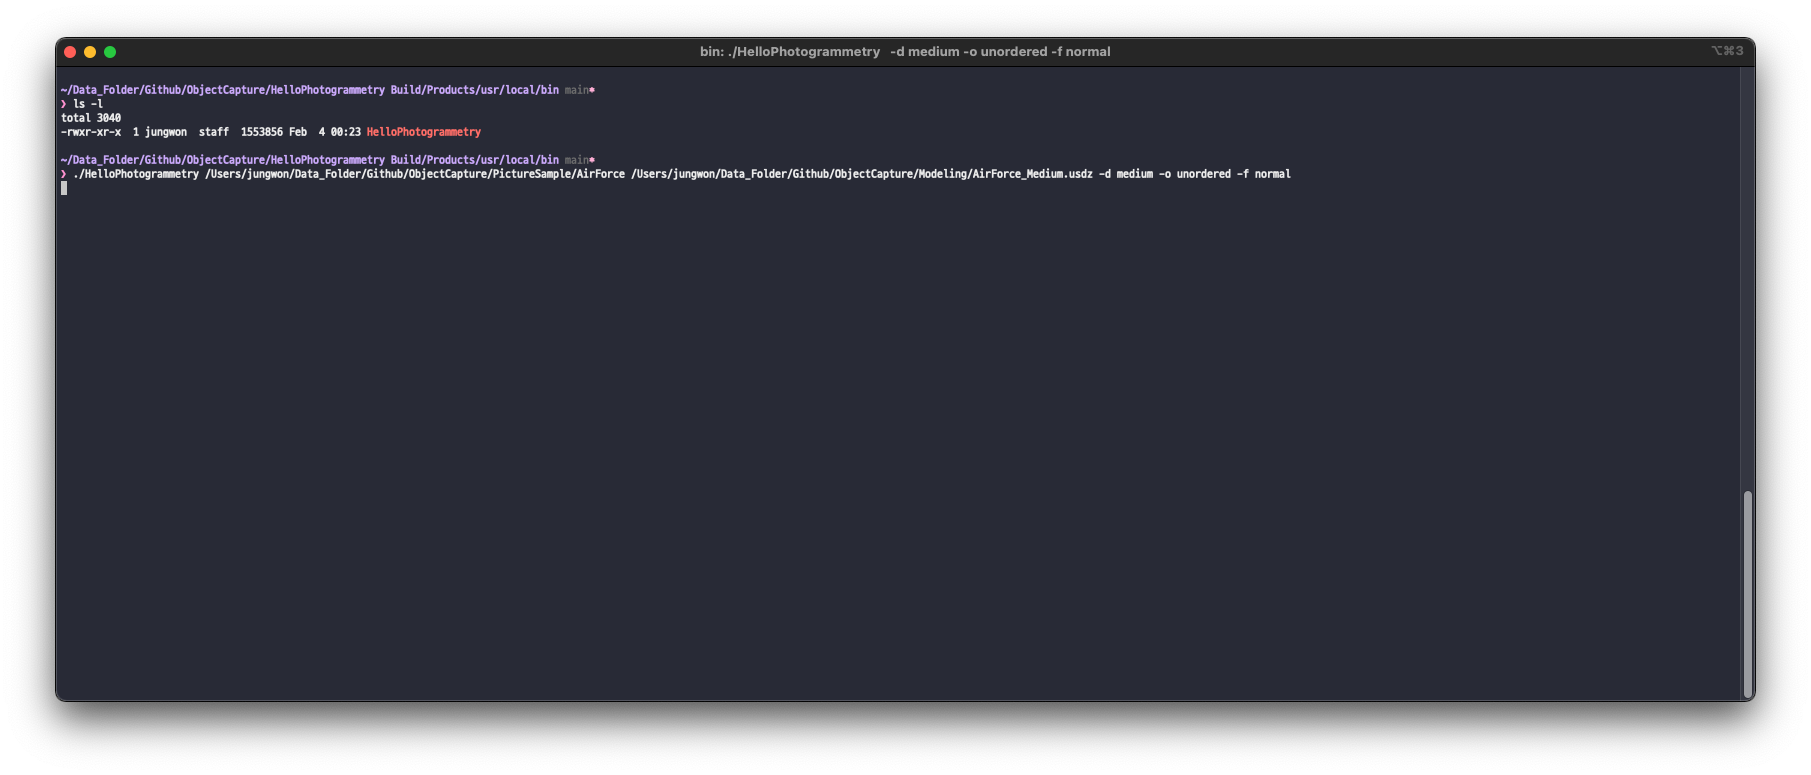 bin: ./HelloPhotogrammetry -d medium -o unordered -f normal
⌥⌘3
~/Data_Folder/Github/ObjectCapture/HelloPhotogrammetry Build/Products/usr/local/bin main*
❯ ls -l
total 3040
-rwxr-xr-x  1 jungwon  staff  1553856 Feb  4 00:23 HelloPhotogrammetry
~/Data_Folder/Github/ObjectCapture/HelloPhotogrammetry Build/Products/usr/local/bin main*
❯ ./HelloPhotogrammetry /Users/jungwon/Data_Folder/Github/ObjectCapture/PictureSample/AirForce /Users/jungwon/Data_Folder/Github/ObjectCapture/Modeling/AirForce_Medium.usdz -d medium -o unordered -f normal